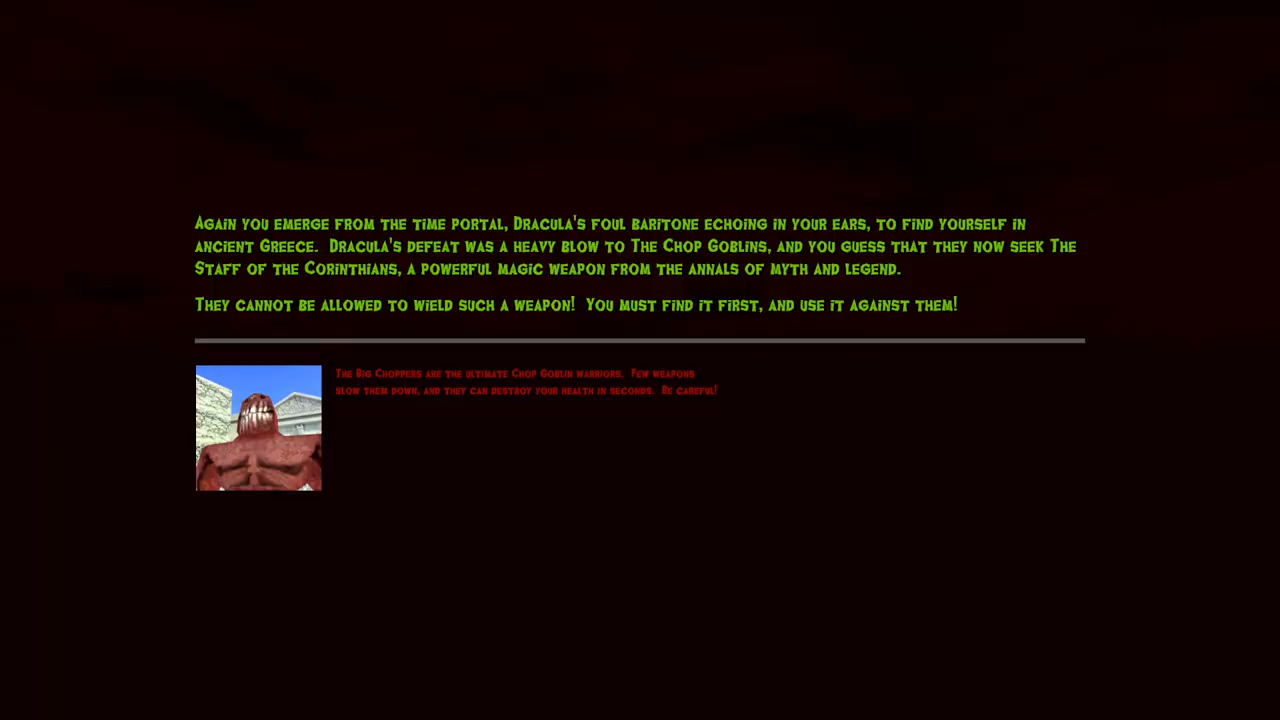 Again you emerge from the time portal, Dracula's foul baritone echoing in your ears, to find yourself in
ancient Greece.  Dracula's defeat was a heavy blow to The Chop Goblins, and you guess that they now seek The
Staff of the Corinthians, a powerful magic weapon from the annals of myth and legend.
They cannot be allowed to wield such a weapon!  You must find it first, and use it against them!
The Big Choppers are the ultimate Chop Goblin warriors.  Few weapons
slow them down, and they can destroy your health in seconds.  Be careful!